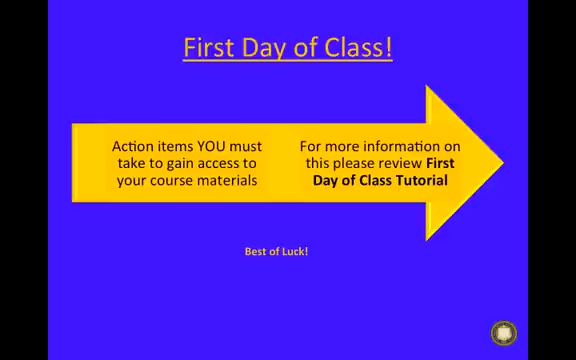 First Day of Class!
Action items YOU must
take to gain access to
your course materials
For more information on
this please review First
Day of Class Tutorial
Best of Luck!